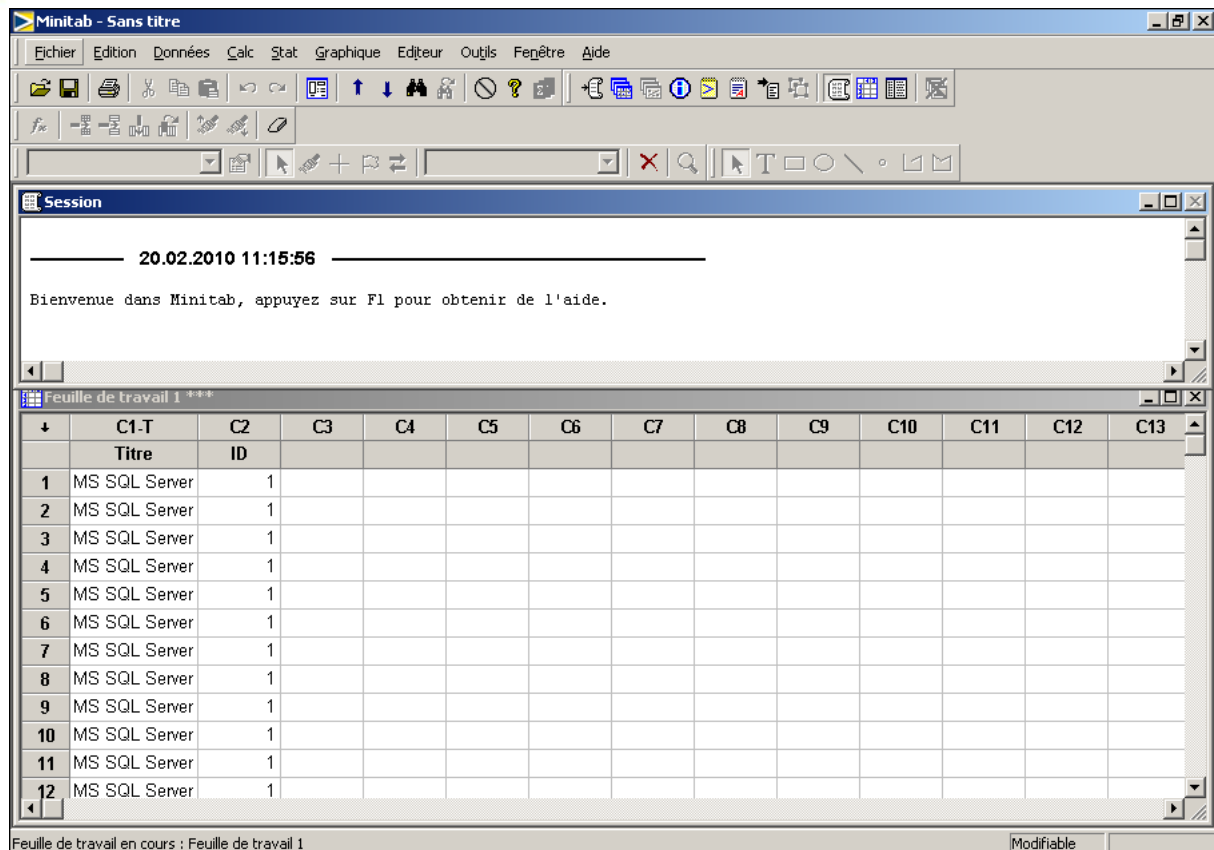 Minitab - Sans titre
Fichier Edition Données Calc Stat Graphique Editeur Outils Fenêtre Aide
Session
20.02.2010 11:15:56
Bienvenue dans Minitab, appuyez sur F1 pour obtenir de l'aide.
Feuille de travail 1 ***
C1-T C2 C3 C4 C5 C6 C7 C8 C9 C10 C11 C12 C13
Titre ID
1 MS SQL Server 1
2 MS SQL Server 1
3 MS SQL Server 1
4 MS SQL Server 1
5 MS SQL Server 1
6 MS SQL Server 1
7 MS SQL Server 1
8 MS SQL Server 1
9 MS SQL Server 1
10 MS SQL Server 1
11 MS SQL Server 1
12 MS SQL Server 1
Feuille de travail en cours : Feuille de travail 1 Modifiable